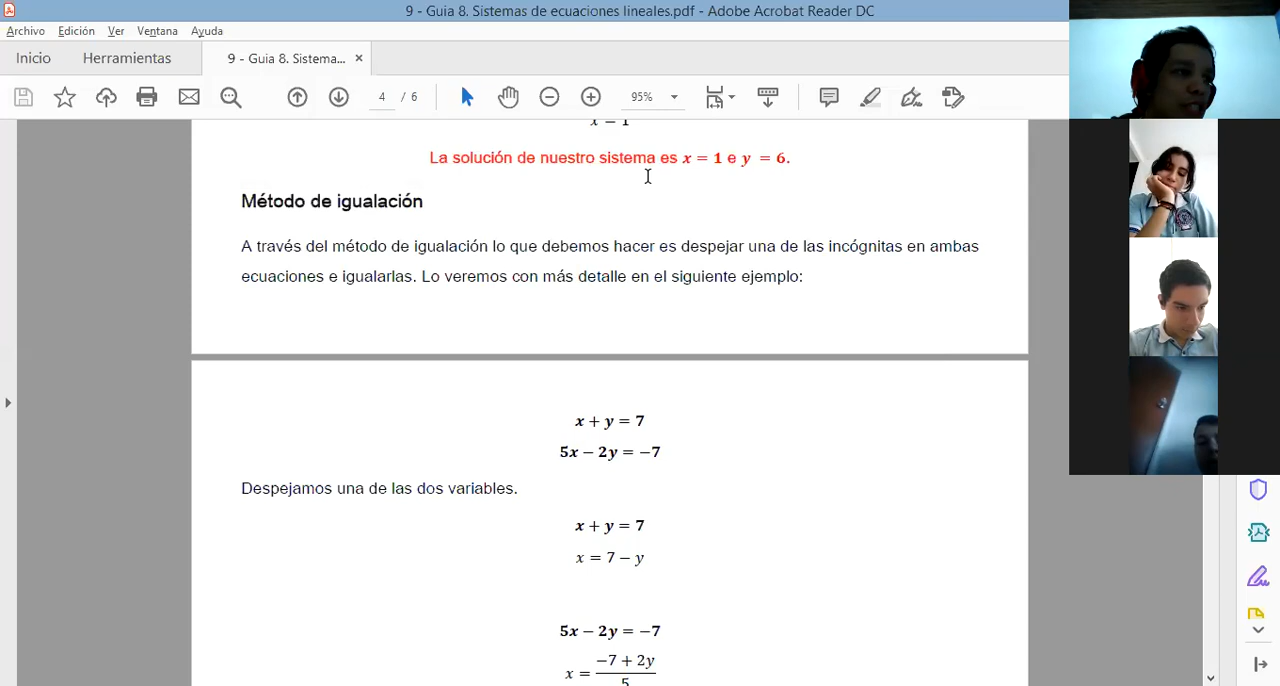 9 - Guia 8. Sistemas de ecuaciones lineales.pdf - Adobe Acrobat Reader DC
Archivo Edición Ver Ventana Ayuda
Inicio Herramientas 9 - Guia 8. Sistema... ×
4 / 6 95%
x = 1
La solución de nuestro sistema es x = 1 e y = 6.
Método de igualación
A través del método de igualación lo que debemos hacer es despejar una de las incógnitas en ambas
ecuaciones e igualarlas. Lo veremos con más detalle en el siguiente ejemplo:
x + y = 7
5x − 2y = −7
Despejamos una de las dos variables.
x + y = 7
x = 7 − y
5x − 2y = −7
x = −7 + 2y
5